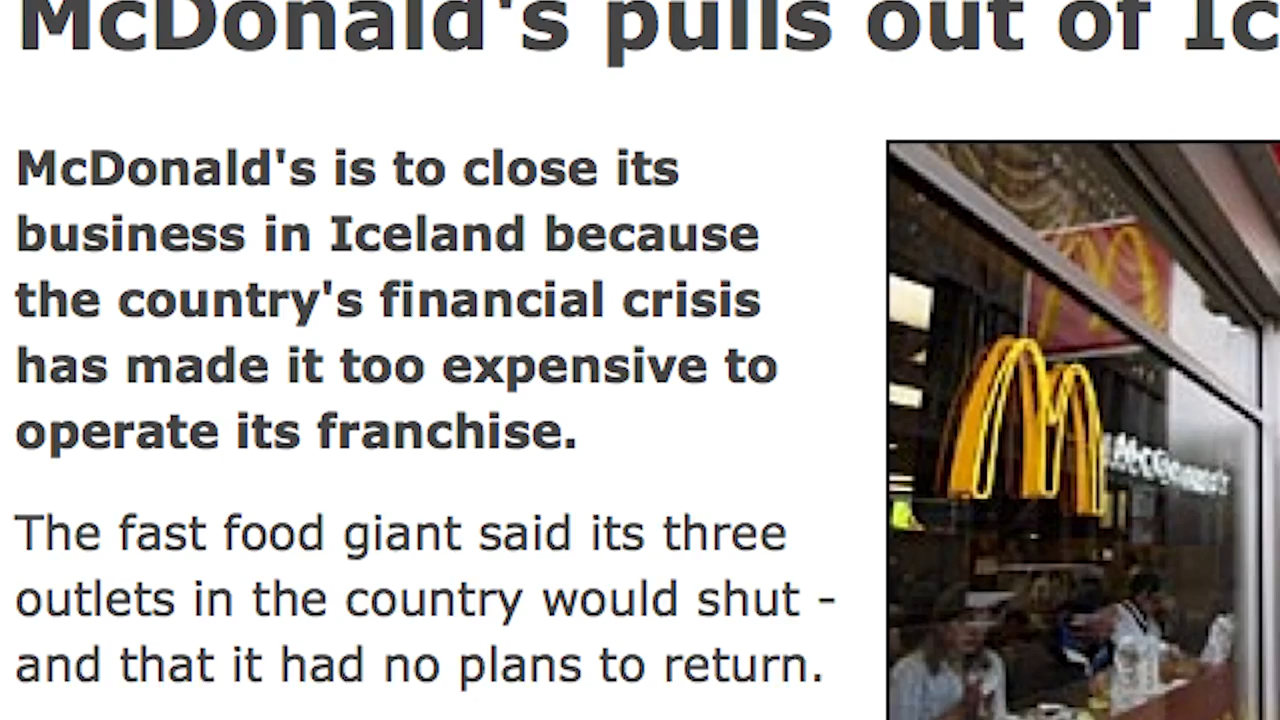 McDonald's pulls out of Ic
McDonald's is to close its
business in Iceland because
the country's financial crisis
has made it too expensive to
operate its franchise.
The fast food giant said its three
outlets in the country would shut -
and that it had no plans to return.
McDonald's